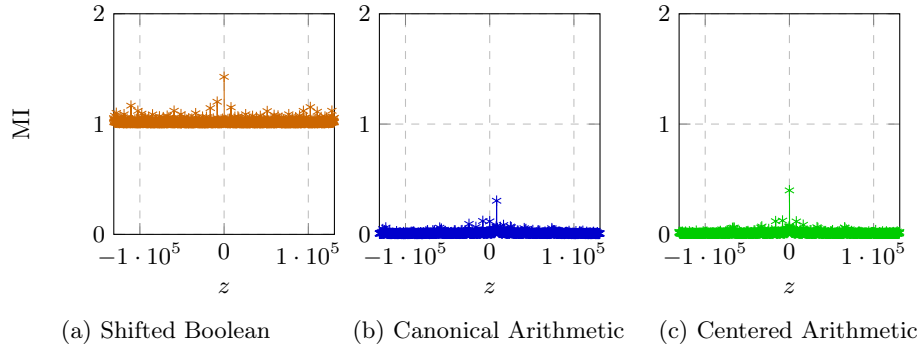 2
2
2
MI
1
1
1
0
0
0
−1 · 10^5 0 1 · 10^5
−1 · 10^5 0 1 · 10^5
−1 · 10^5 0 1 · 10^5
z
z
z
(a) Shifted Boolean
(b) Canonical Arithmetic
(c) Centered Arithmetic